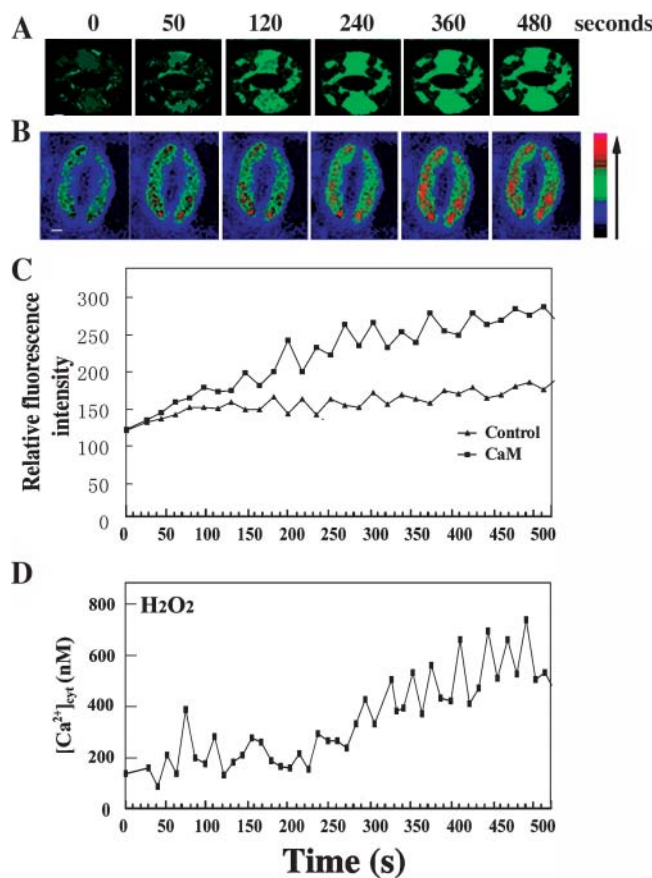 A 0 50 120 240 360 480 seconds
B
C
Relative fluorescence
intensity
300
250
200
150
100
50
0
Control
CaM
0 50 100 150 200 250 300 350 400 450 500
D
H2O2
[Ca²⁺]cyt (nM)
800
600
400
200
0
0 50 100 150 200 250 300 350 400 450 500
Time (s)